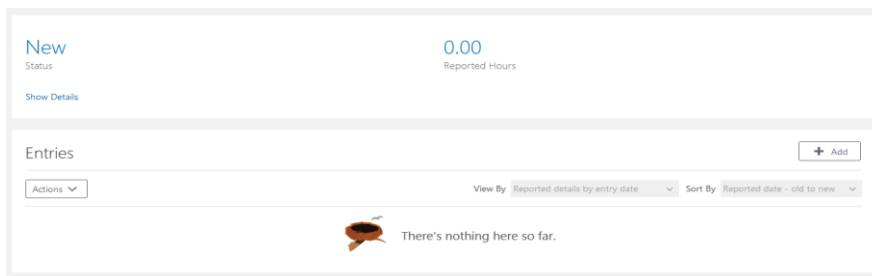 New
0.00
Status
Reported Hours
Show Details
Entries
Add
Actions
View By Reported details by entry date Sort By Reported date - old to new
There's nothing here so far.